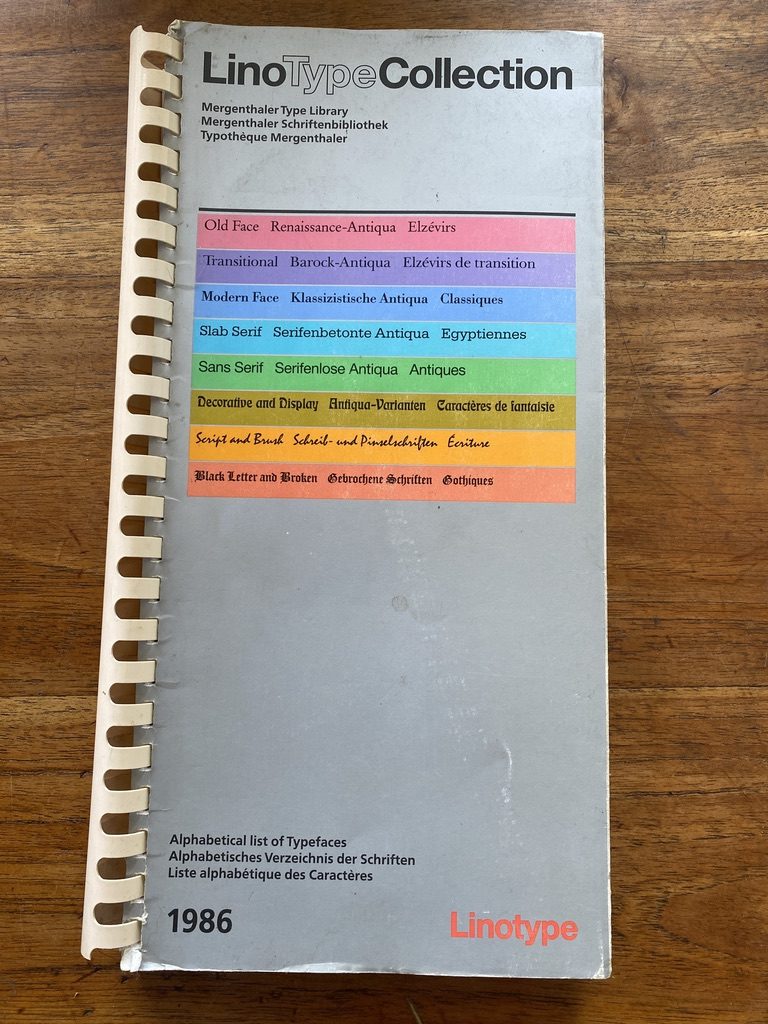 LinoTypeCollection
Mergenthaler Type Library
Mergenthaler Schriftenbibliothek
Typothèque Mergenthaler
Old Face Renaissance-Antiqua Elzévirs
Transitional Barock-Antiqua Elzévirs de transition
Modern Face Klassizistische Antiqua Classiques
Slab Serif Serifenbetonte Antiqua Egyptiennes
Sans Serif Serifenlose Antiqua Antiques
Decorative and Display Antiqua-Varianten Caractères de fantaisie
Script and Brush Schreib- und Pinselschriften Écriture
Black Letter and Broken Gebrochene Schriften Gothiques
Alphabetical list of Typefaces
Alphabetisches Verzeichnis der Schriften
Liste alphabétique des Caractères
1986
Linotype